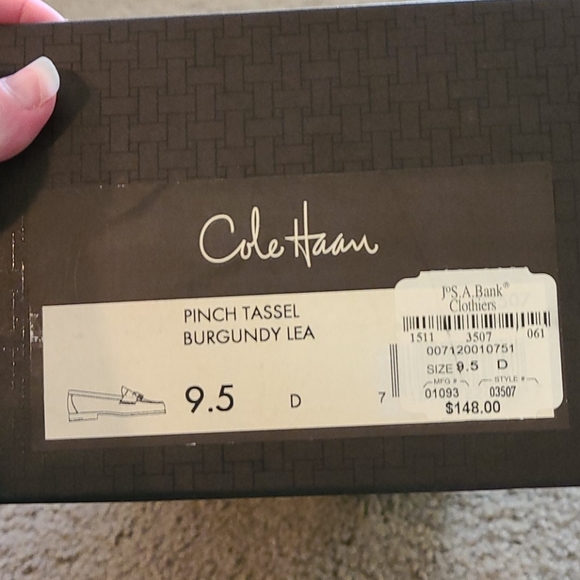 Cole Haan
PINCH TASSEL
BURGUNDY LEA
9.5 D 7
JoS.A.Bank®
Clothiers
1511 3507 061
007120010751
SIZE 9.5 D
MFG # STYLE #
01093 03507
$148.00